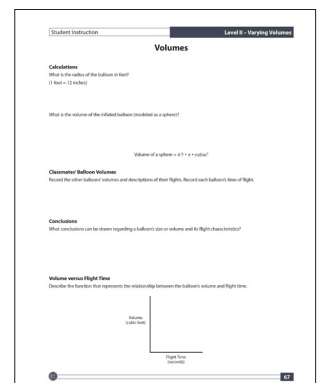 Student Instruction
Level II – Varying Volumes
Volumes
Calculations
What is the radius of the balloon in feet?
(1 foot = 12 inches)
What is the volume of the inflated balloon (modeled as a sphere)?
Volume of a sphere = 4/3 • π • radius³
Classmates' Balloon Volumes
Record the other balloons' volumes and descriptions of their flights. Record each balloon's time of flight.
Conclusions
What conclusions can be drawn regarding a balloon's size or volume and its flight characteristics?
Volume versus Flight Time
Describe the function that represents the relationship between the balloon's volume and flight time.
Volume
(cubic feet)
Flight Time
(seconds)
67